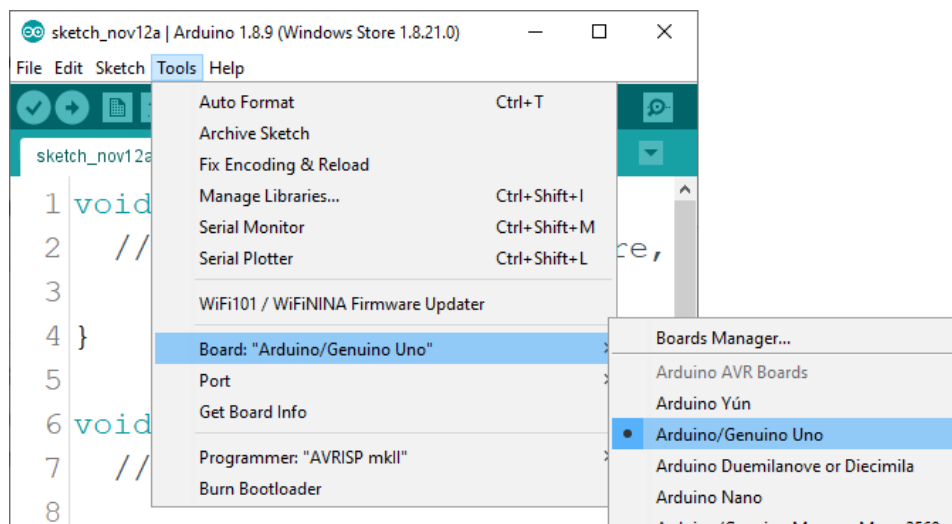 sketch_nov12a | Arduino 1.8.9 (Windows Store 1.8.21.0)
File Edit Sketch Tools Help
sketch_nov12a
Auto Format Ctrl+T
Archive Sketch
Fix Encoding & Reload
Manage Libraries... Ctrl+Shift+I
Serial Monitor Ctrl+Shift+M
Serial Plotter Ctrl+Shift+L
WiFi101 / WiFiNINA Firmware Updater
Board: "Arduino/Genuino Uno"
Port
Get Board Info
Programmer: "AVRISP mkII"
Burn Bootloader
Boards Manager...
Arduino AVR Boards
Arduino Yún
Arduino/Genuino Uno
Arduino Duemilanove or Diecimila
Arduino Nano
1 void
2 // re,
3
4 }
5
6 void
7 //
8